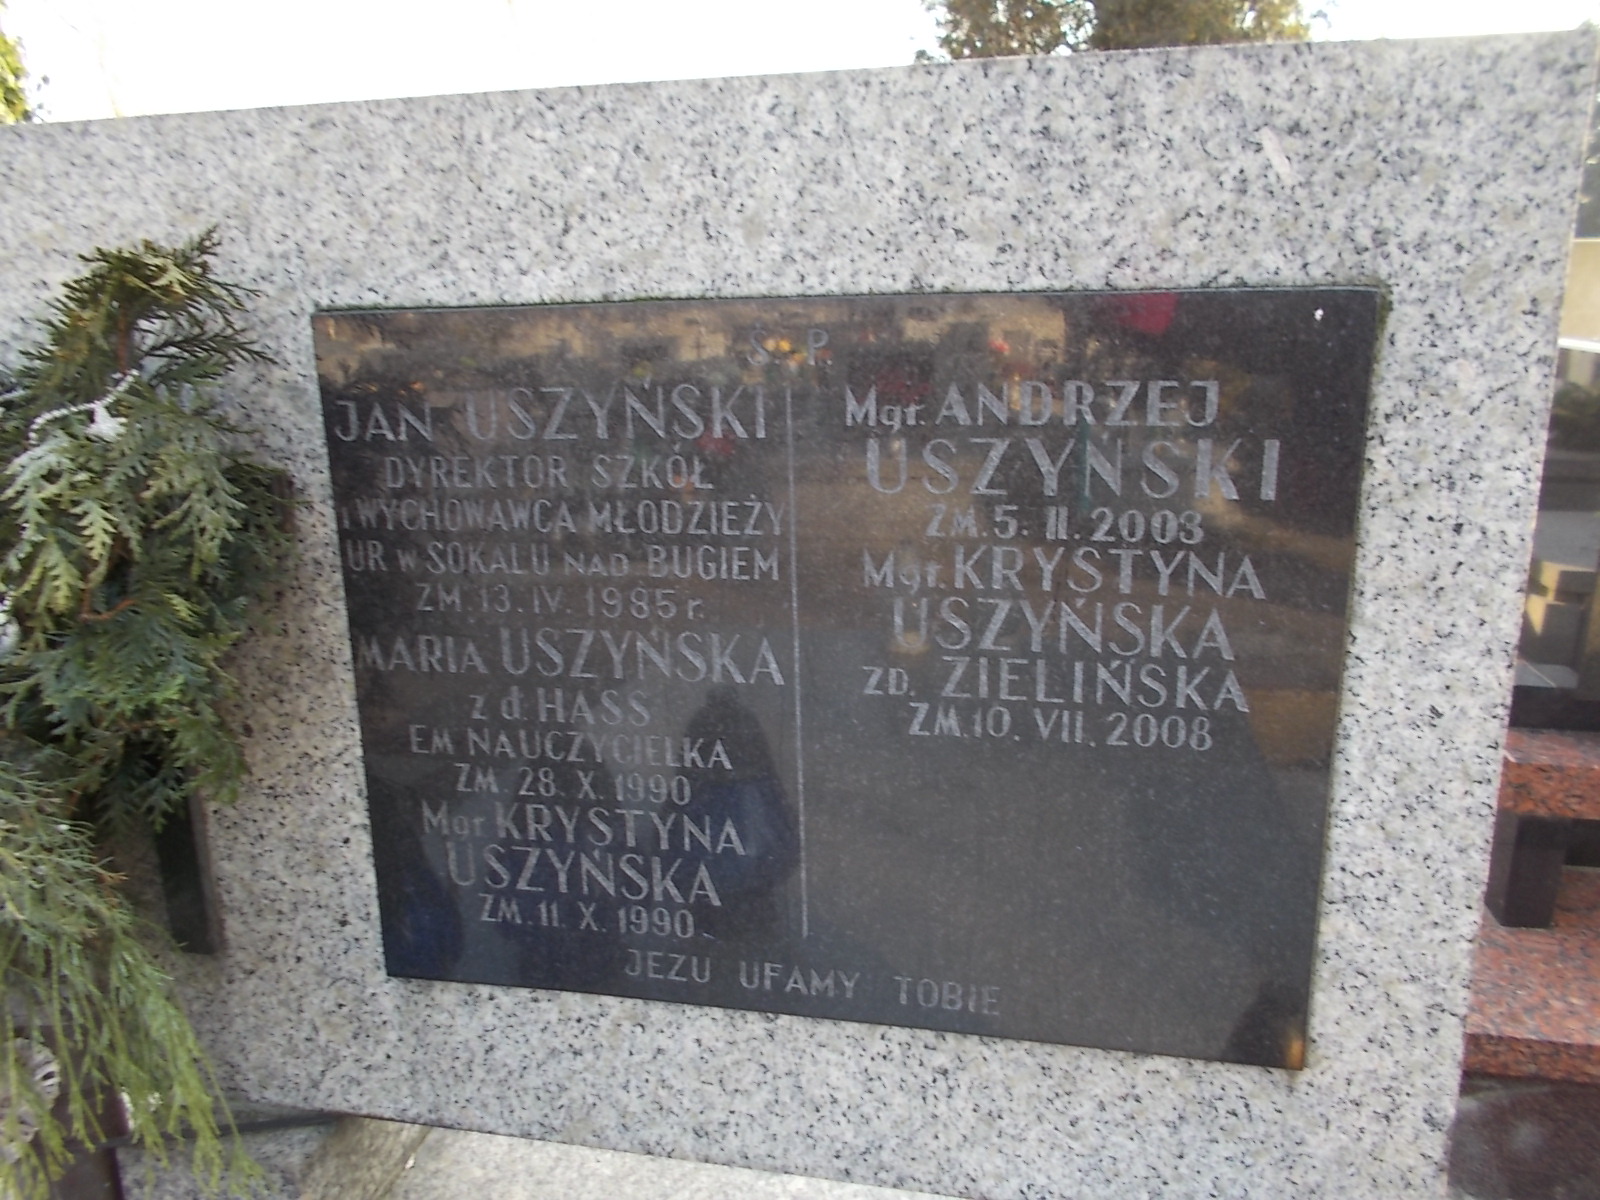 Ś. P.
JAN USZYŃSKI
DYREKTOR SZKÓŁ
i WYCHOWAWCA MŁODZIEŻY
UR W SOKALU NAD BUGIEM
ZM. 13. IV. 1985 r.
MARIA USZYŃSKA
z d. HASS
EM NAUCZYCIELKA
ZM. 28. X. 1990
Mgr KRYSTYNA
USZYŃSKA
ZM. 11. X. 1990
Mgr. ANDRZEJ
USZYŃSKI
ZM. 5. II. 2003
Mgr. KRYSTYNA
USZYŃSKA
ZD. ZIELIŃSKA
ZM. 10. VII. 2008
JEZU UFAMY TOBIE